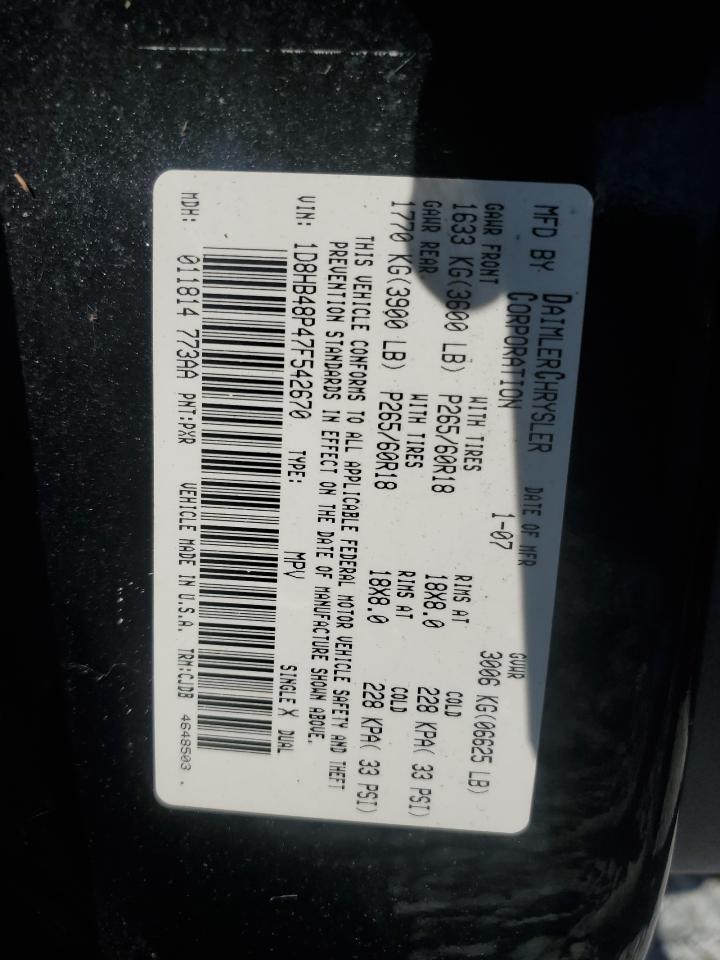 MFD BY DAIMLERCHRYSLER CORPORATION DATE OF MFR 1-07 GVWR 3006 KG(06625 LB)
GAWR FRONT WITH TIRES RIMS AT COLD
1633 KG(3600 LB) P265/60R18 18X8.0 228 KPA( 33 PSI)
GAWR REAR WITH TIRES RIMS AT COLD
1770 KG(3900 LB) P265/60R18 18X8.0 228 KPA( 33 PSI)
THIS VEHICLE CONFORMS TO ALL APPLICABLE FEDERAL MOTOR VEHICLE SAFETY AND THEFT
PREVENTION STANDARDS IN EFFECT ON THE DATE OF MANUFACTURE SHOWN ABOVE.
VIN: 1D8HB48P47F542670 TYPE: MPV SINGLE X DUAL
MDH: 011814 773AA PNT:PXR VEHICLE MADE IN U.S.A. TRM:CJDB 4648503 .